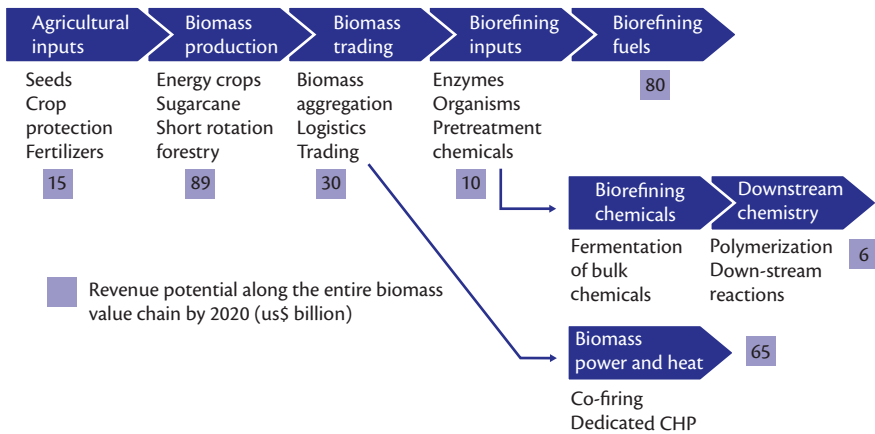 Agricultural
inputs
Biomass
production
Biomass
trading
Biorefining
inputs
Biorefining
fuels
Seeds
Crop
protection
Fertilizers
15
Energy crops
Sugarcane
Short rotation
forestry
89
Biomass
aggregation
Logistics
Trading
30
Enzymes
Organisms
Pretreatment
chemicals
10
80
Biorefining
chemicals
Downstream
chemistry
Fermentation
of bulk
chemicals
Polymerization
Down-stream
reactions
6
Revenue potential along the entire biomass
value chain by 2020 (us$ billion)
Biomass
power and heat
65
Co-firing
Dedicated CHP